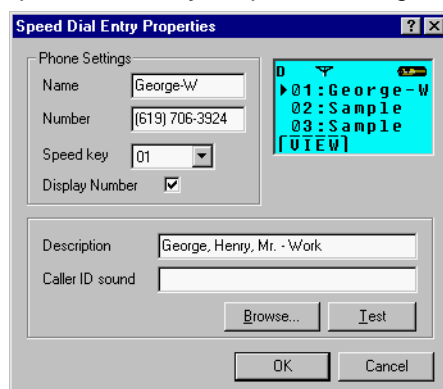 Speed Dial Entry Properties
Phone Settings
Name George-W
Number (619) 706-3924
Speed key 01
Display Number
D
01:George-W
02:Sample
03:Sample
VIEW
Description George, Henry, Mr. - Work
Caller ID sound
Browse... Test
OK Cancel